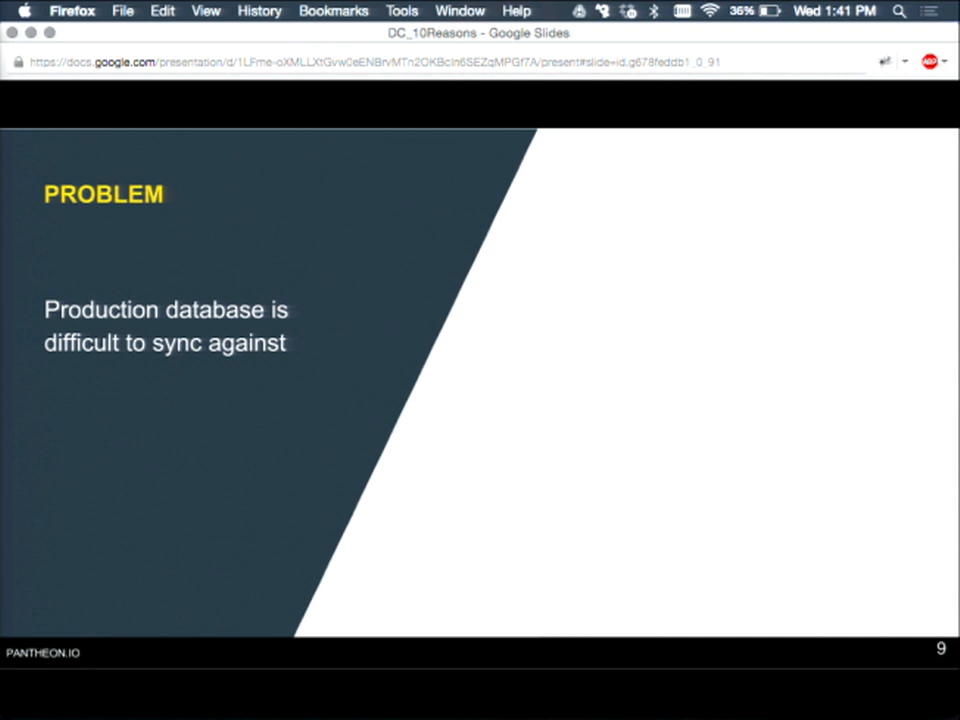 Firefox File Edit View History Bookmarks Tools Window Help 36% Wed 1:41 PM
DC_10Reasons - Google Slides
PROBLEM
Production database is
difficult to sync against
PANTHEON.IO
9